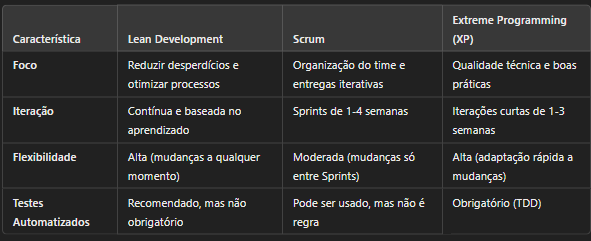 Característica Lean Development Scrum Extreme Programming
(XP)
Foco Reduzir desperdícios e Organização do time e Qualidade técnica e boas
otimizar processos entregas iterativas práticas
Iteração Contínua e baseada no Sprints de 1-4 semanas Iterações curtas de 1-3
aprendizado semanas
Flexibilidade Alta (mudanças a qualquer Moderada (mudanças só Alta (adaptação rápida a
momento) entre Sprints) mudanças)
Testes Recomendado, mas não Pode ser usado, mas não é Obrigatório (TDD)
Automatizados obrigatório regra